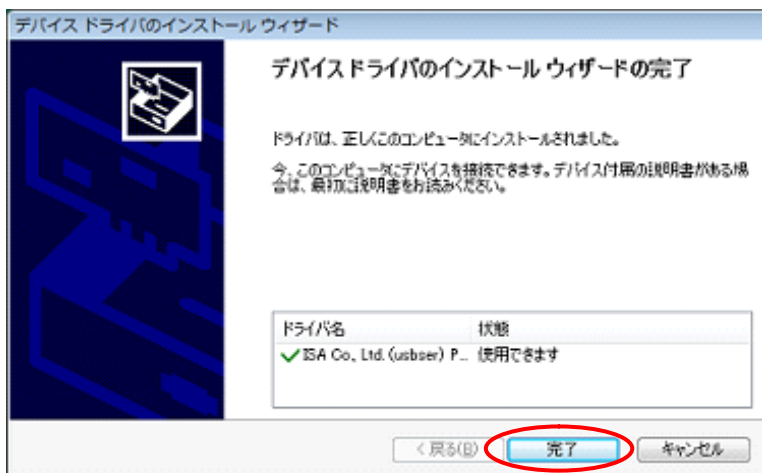 デバイス ドライバのインストール ウィザード
デバイス ドライバのインストール ウィザードの完了
ドライバは、正しくこのコンピュータにインストールされました。
今、このコンピュータにデバイスを接続できます。デバイス付属の説明書がある場
合は、最初に説明書をお読みください。
ドライバ名 状態
ISA Co., Ltd. (usbser) P... 使用できます
< 戻る(B) 完了 キャンセル